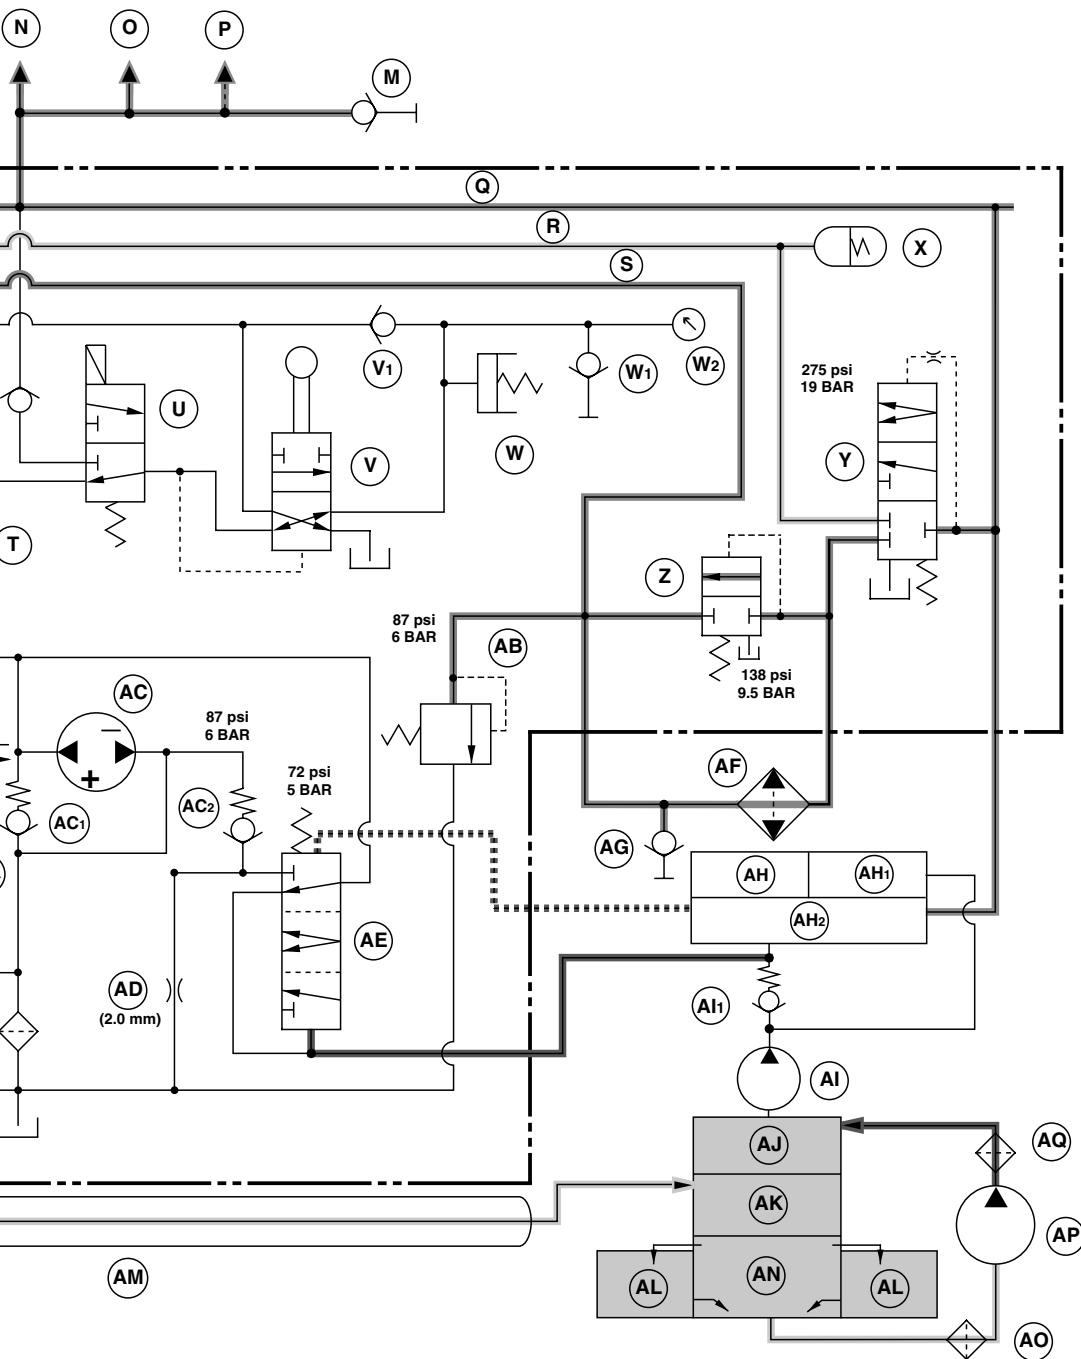 N
O
P
M
Q
R
S
X
V1
W1
W2
275 psi
19 BAR
U
V
W
Y
T
Z
87 psi
6 BAR
AB
138 psi
9.5 BAR
AC
87 psi
6 BAR
72 psi
5 BAR
AF
AC1
AC2
AG
AH
AH1
AH2
AE
AD
(2.0 mm)
AI1
AI
AJ
AQ
AK
AP
AM
AL
AN
AL
AO